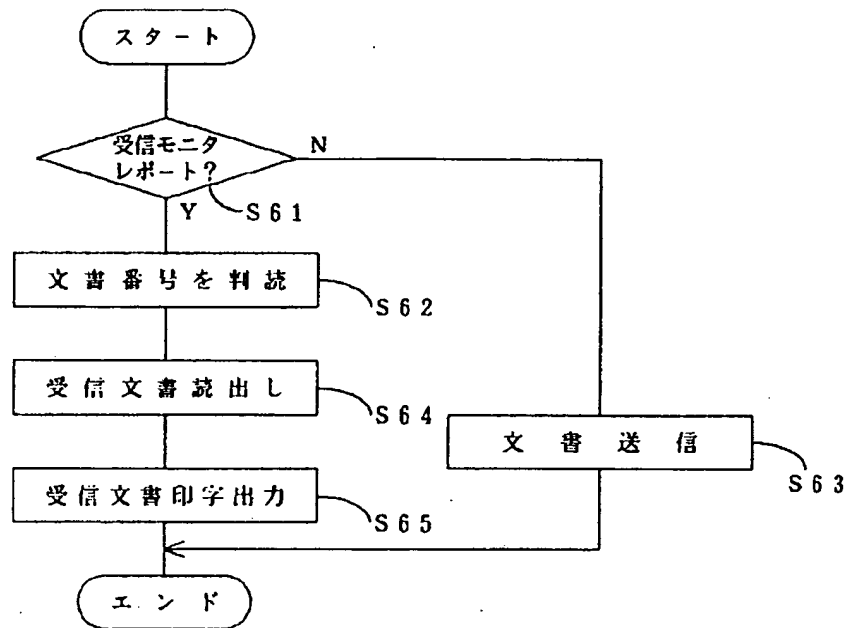 スタート
受信モニタ
レポート?
N
Y
S61
文書番号を判読
S62
受信文書読出し
S64
文書送信
S63
受信文書印字出力
S65
エンド